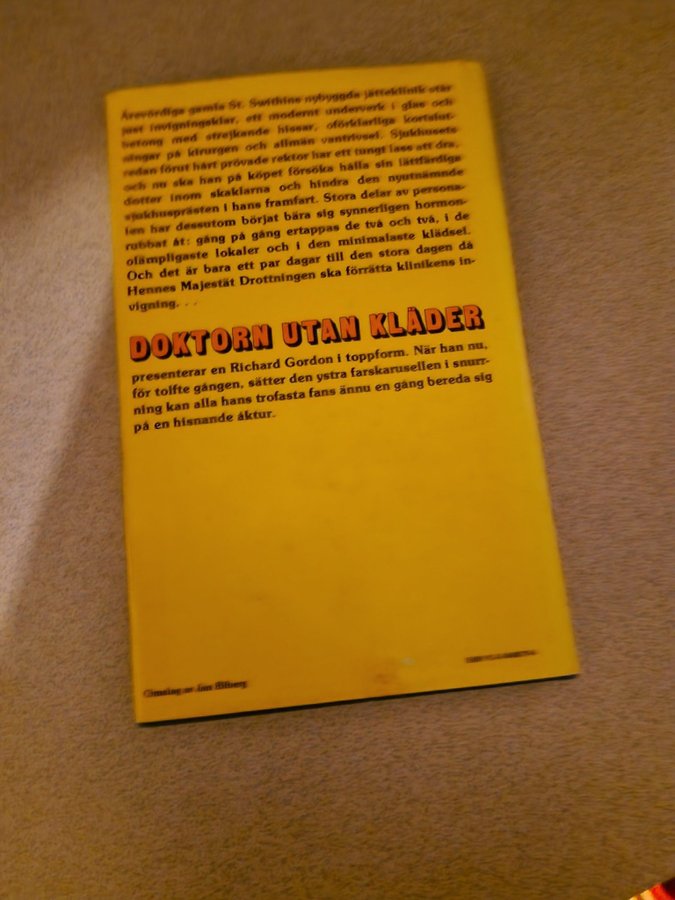 Ärevördiga gamla St. Swithins nybyggda jätteklinik står
just invigningsklar, ett modernt underverk i glas och
betong med strejkande hissar, oförklarliga kortslut-
ningar på kirurgen och allmän vantrivsel. Sjukhusets
redan förut hårt prövade rektor har ett tungt lass att dra,
och nu ska han på köpet försöka hålla sin lättfärdiga
dotter inom skaklarna och hindra den nyutnämnde
sjukhusprästen i hans framfart. Stora delar av persona-
len har dessutom börjat bära sig synnerligen hormon-
rubbat åt: gång på gång ertappas de två och två, i de
olämpligaste lokaler och i den minimalaste klädsel.
Och det är bara ett par dagar till den stora dagen då
Hennes Majestät Drottningen ska förrätta klinikens in-
vigning. . .
DOKTORN UTAN KLÄDER
presenterar en Richard Gordon i toppform. När han nu,
för tolfte gången, sätter den ystra farskarusellen i snurr-
ning kan alla hans trofasta fans ännu en gång bereda sig
på en hisnande åktur.
Omslag av Jan